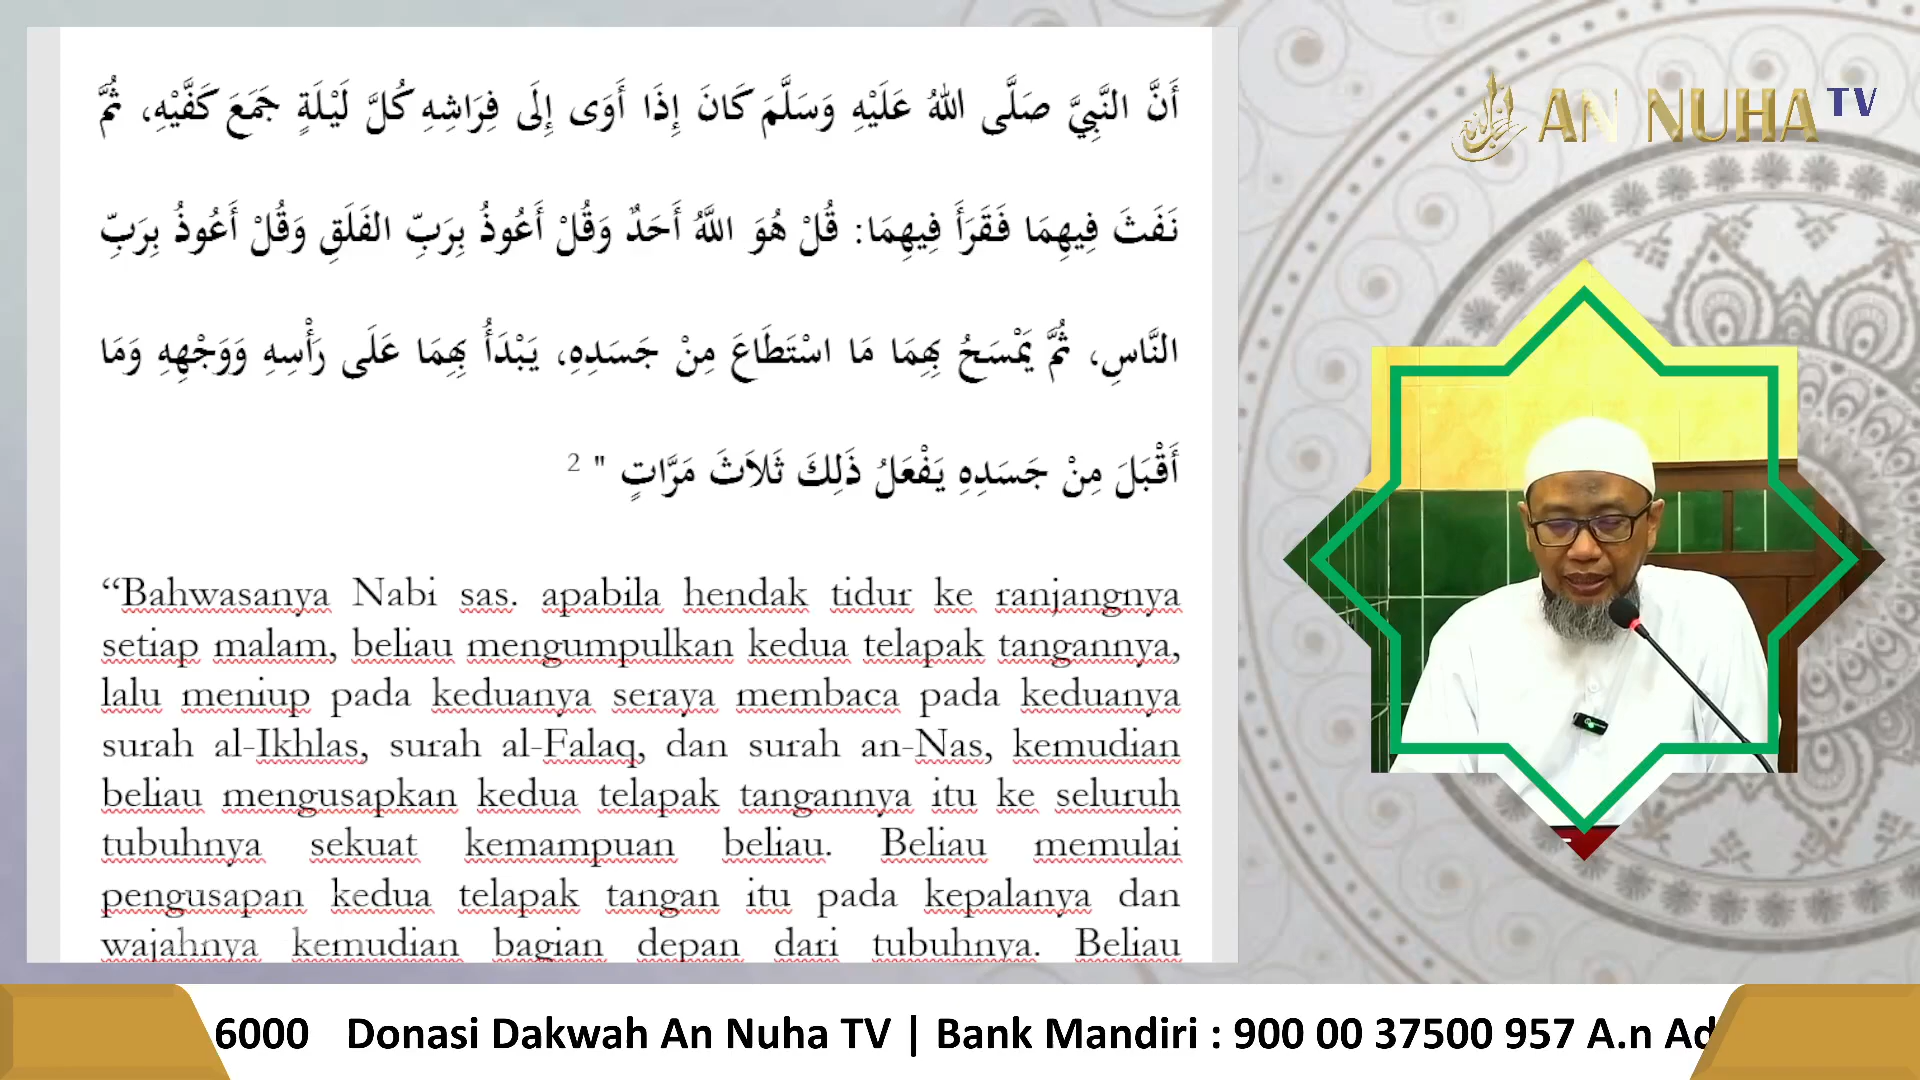 أَنَّ النَّبِيَّ صَلَّى اللهُ عَلَيْهِ وَسَلَّمَ كَانَ إِذَا أَوَى إِلَى فِرَاشِهِ كُلَّ لَيْلَةٍ جَمَعَ كَفَّيْهِ، ثُمَّ
نَفَثَ فِيهِمَا فَقَرَأَ فِيهِمَا: قُلْ هُوَ اللَّهُ أَحَدٌ وَقُلْ أَعُوذُ بِرَبِّ الفَلَقِ وَقُلْ أَعُوذُ بِرَبِّ
النَّاسِ، ثُمَّ يَمْسَحُ بِهِمَا مَا اسْتَطَاعَ مِنْ جَسَدِهِ، يَبْدَأُ بِهِمَا عَلَى رَأْسِهِ وَوَجْهِهِ وَمَا
أَقْبَلَ مِنْ جَسَدِهِ يَفْعَلُ ذَلِكَ ثَلاَثَ مَرَّاتٍ " 2
“Bahwasanya Nabi sas. apabila hendak tidur ke ranjangnya
setiap malam, beliau mengumpulkan kedua telapak tangannya,
lalu meniup pada keduanya seraya membaca pada keduanya
surah al-Ikhlas, surah al-Falaq, dan surah an-Nas, kemudian
beliau mengusapkan kedua telapak tangannya itu ke seluruh
tubuhnya sekuat kemampuan beliau. Beliau memulai
pengusapan kedua telapak tangan itu pada kepalanya dan
wajahnya kemudian bagian depan dari tubuhnya. Beliau
AN NUHA TV
6000 Donasi Dakwah An Nuha TV | Bank Mandiri : 900 00 37500 957 A.n Ad